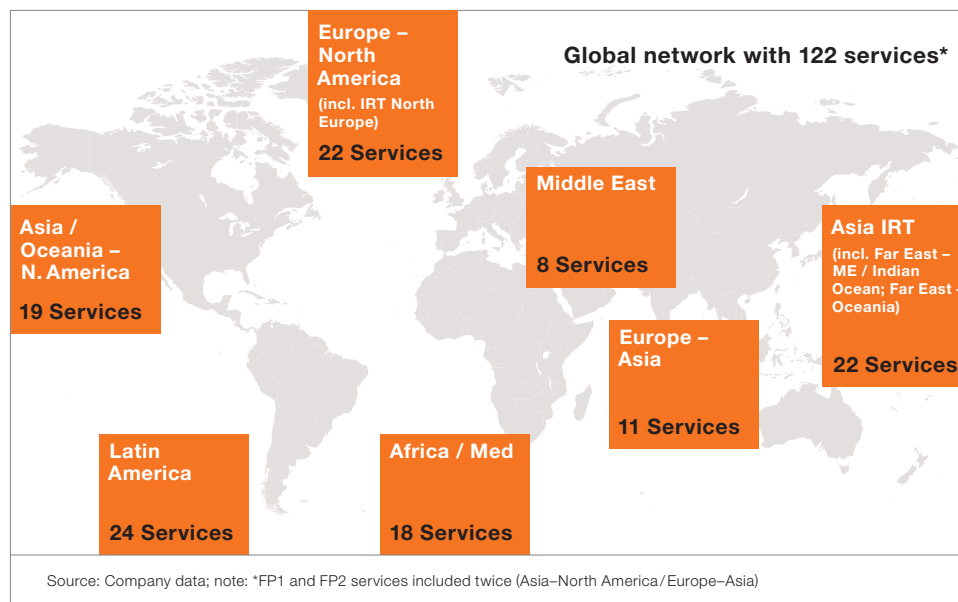 Global network with 122 services*
Europe –
North
America
(incl. IRT North
Europe)
22 Services
Middle East
8 Services
Asia /
Oceania –
N. America
19 Services
Asia IRT
(incl. Far East –
ME / Indian
Ocean; Far East -
Oceania)
22 Services
Europe –
Asia
11 Services
Latin
America
24 Services
Africa / Med
18 Services
Source: Company data; note: *FP1 and FP2 services included twice (Asia–North America/Europe–Asia)